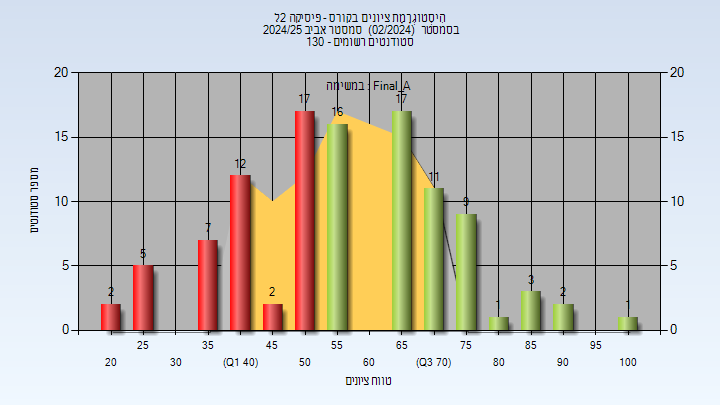 היסטוגרמת ציונים בקורס - פיסיקה 2ל
בסמסטר (02/2024) סמסטר אביב 2024/25
סטודנטים רשומים - 130
במשימה : Final_A
20 20
15 15
10 10
5 5
0 0
מספר סטודנטים
2 5 7 12 2 17 16 17 11 9 1 3 2 1
25 35 45 55 65 75 85 95
20 30 (Q1 40) 50 60 (Q3 70) 80 90 100
טווח ציונים